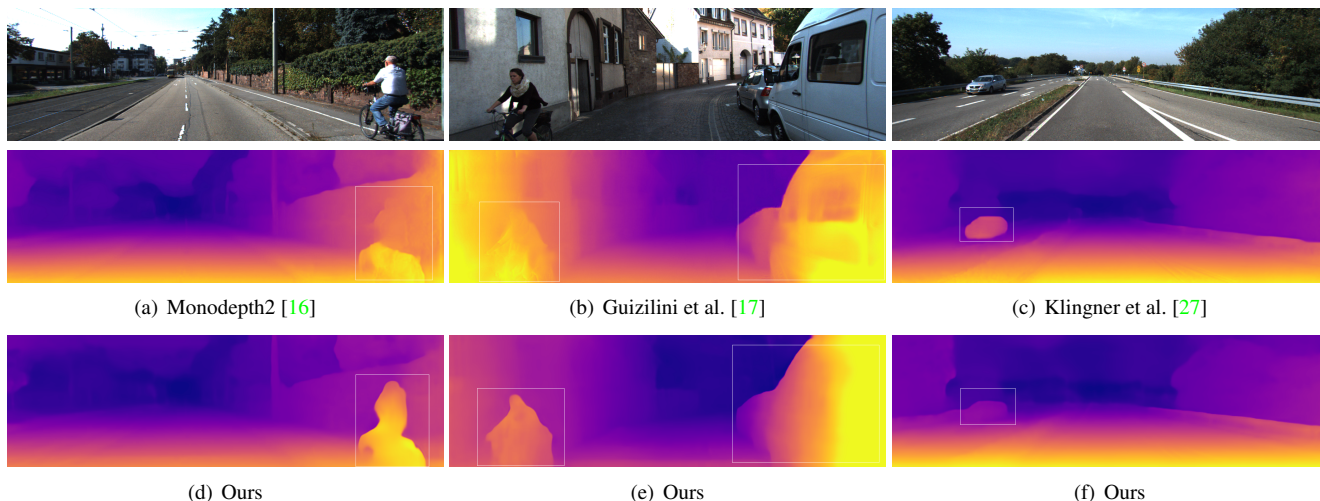 (a) Monodepth2 [16]
(b) Guizilini et al. [17]
(c) Klingner et al. [27]
(d) Ours
(e) Ours
(f) Ours